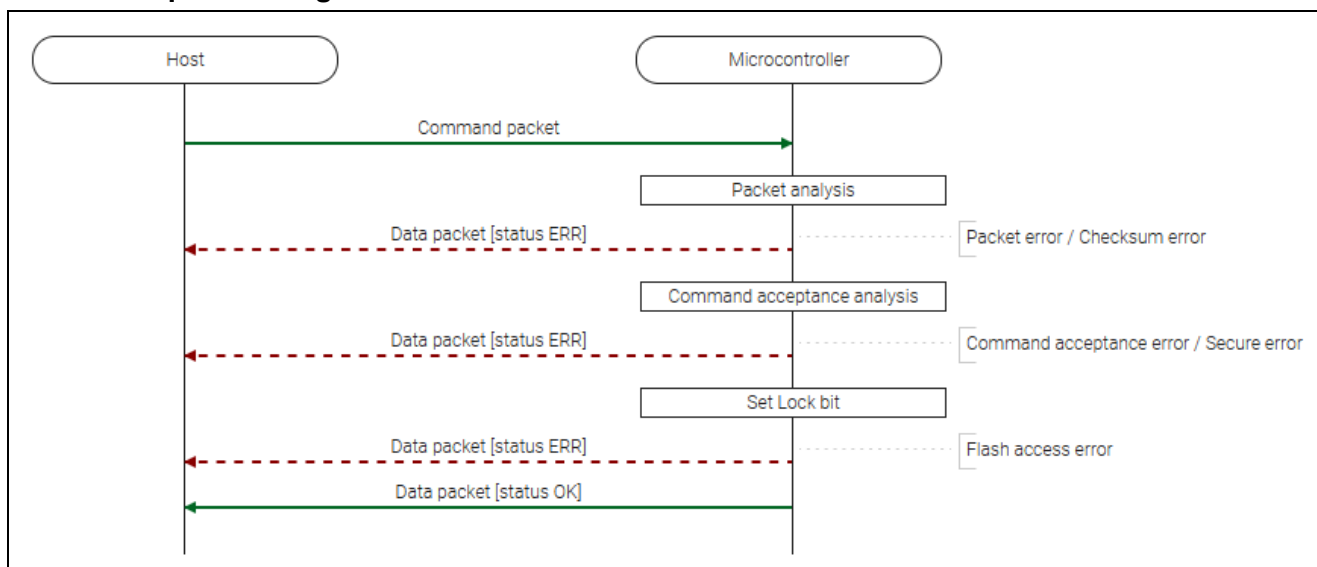 Host
Microcontroller
Command packet
Packet analysis
Data packet [status ERR]
Packet error / Checksum error
Command acceptance analysis
Data packet [status ERR]
Command acceptance error / Secure error
Set Lock bit
Data packet [status ERR]
Flash access error
Data packet [status OK]